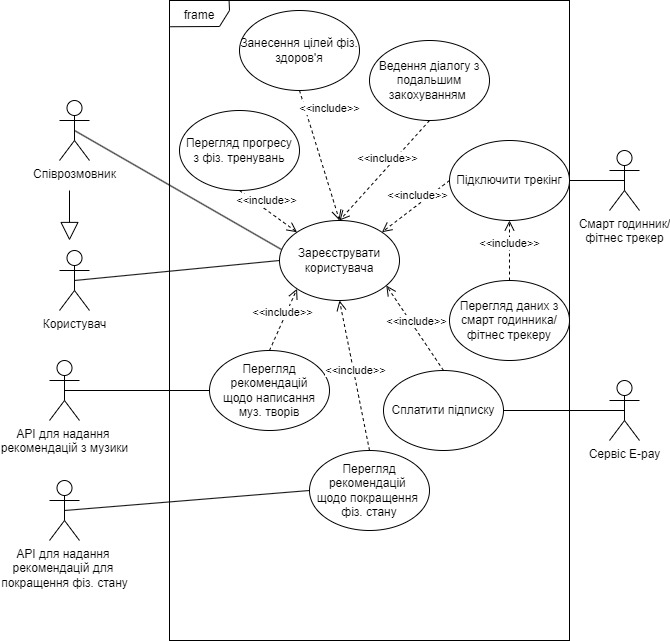 frame
Занесення цілей фіз.
здоров'я
Ведення діалогу з
подальшим
закохуванням
<<include>>
Перегляд прогресу
з фіз. тренувань
<<include>>
Співрозмовник
Підключити трекінг
<<include>>
<<include>>
Смарт годинник/
фітнес трекер
<<include>>
Зареєструвати
користувача
Користувач
Перегляд даних з
смарт годинника/
фітнес трекеру
<<include>>
<<include>>
Перегляд
рекомендацій
щодо написання
муз. творів
<<include>>
Сплатити підписку
АРІ для надання
рекомендацій з музики
Сервіс E-pay
Перегляд
рекомендацій
щодо покращення
фіз. стану
АРІ для надання
рекомендацій для
покращення фіз. стану